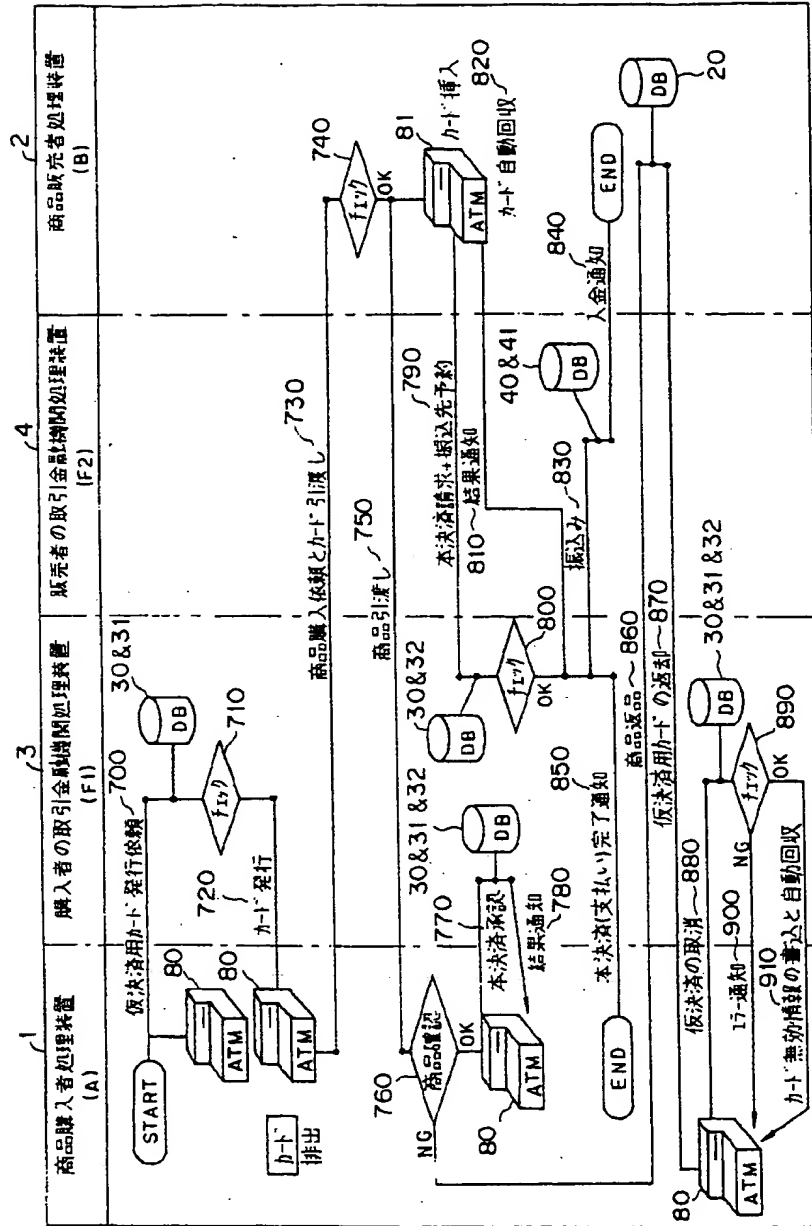 1
商品購入者処理装置
(A)
3
購入者の取引金融機関処理装置
(F1)
4
販売者の取引金融機関処理装置
(F2)
2
商品販売者処理装置
(B)
START
80
ATM
仮決済用カード発行依頼
700
30&31
DB
710
チェック
720
カード発行
80
ATM
カード
排出
商品購入依頼とカード引渡し
730
740
チェック
OK
商品引渡し
750
760
商品確認
OK
NG
80
ATM
770
本決済承認
結果通知
780
30&31&32
DB
81
ATM
カード挿入
カード自動回収
820
本決済請求+振込先予約
790
30&32
DB
チェック
800
OK
810
結果通知
振込み
830
40&41
DB
入金通知
840
END
本決済(支払い)完了通知
850
END
商品返品
860
仮決済用カードの返却
870
DB
20
80
ATM
仮決済の取消
880
30&31&32
DB
チェック
890
OK
NG
エラー通知
900
910
カード無効情報の書込と自動回収